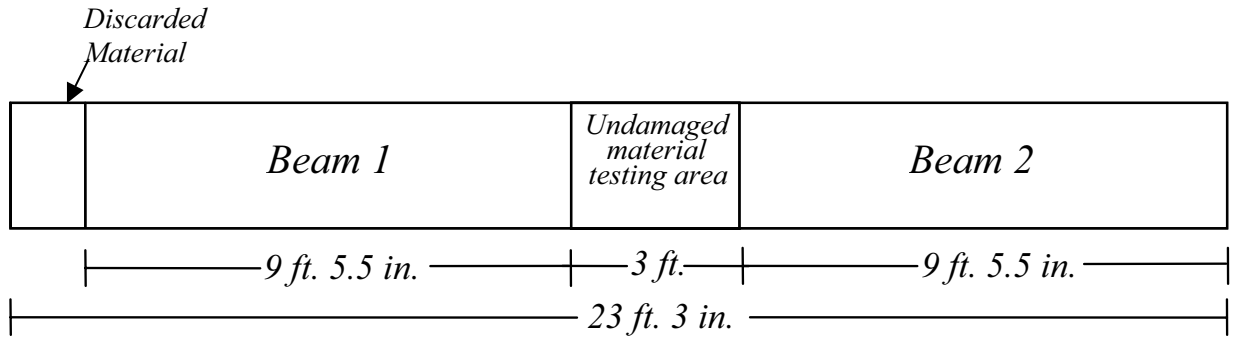 Discarded
Material
Beam 1
Undamaged
material
testing area
Beam 2
9 ft. 5.5 in.
3 ft.
9 ft. 5.5 in.
23 ft. 3 in.